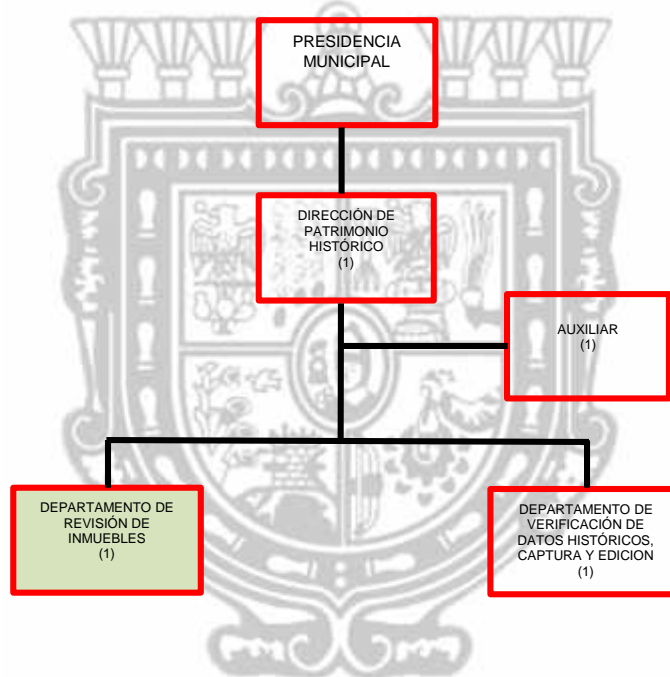 PRESIDENCIA
MUNICIPAL
DIRECCIÓN DE
PATRIMONIO
HISTÓRICO
(1)
AUXILIAR
(1)
DEPARTAMENTO DE
REVISIÓN DE
INMUEBLES
(1)
DEPARTAMENTO DE
VERIFICACIÓN DE
DATOS HISTÓRICOS,
CAPTURA Y EDICION
(1)